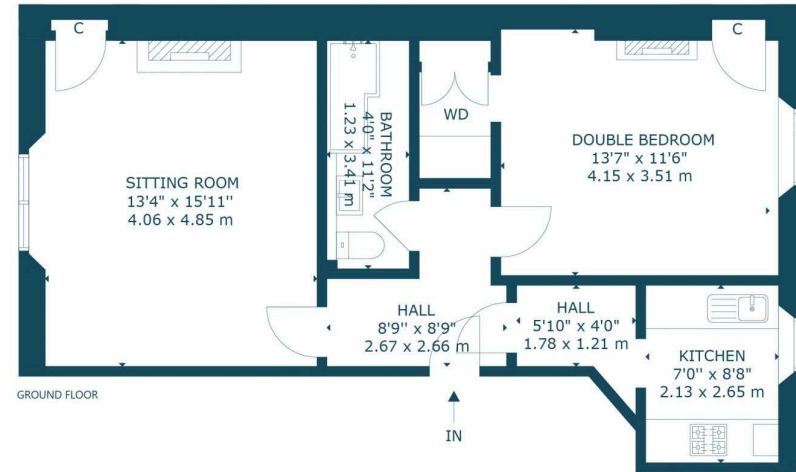 C
C
SITTING ROOM
13'4" x 15'11''
4.06 x 4.85 m
BATHROOM
4'0" x 11'2"
1.23 x 3.41 m
WD
DOUBLE BEDROOM
13'7" x 11'6"
4.15 x 3.51 m
HALL
8'9'' x 8'9"
2.67 x 2.66 m
HALL
5'10" x 4'0"
1.78 x 1.21 m
KITCHEN
7'0'' x 8'8"
2.13 x 2.65 m
GROUND FLOOR
IN